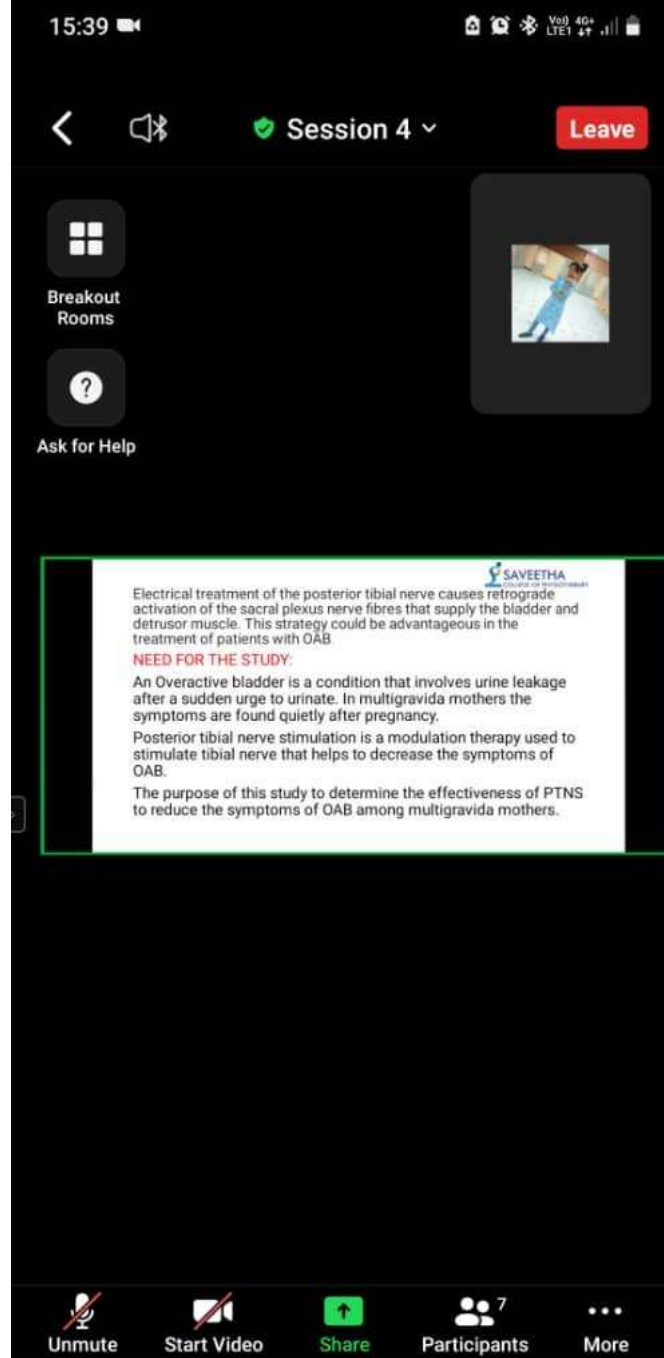 15:39
Vo) 4G+
LTE1
Session 4
Leave
Breakout
Rooms
?
Ask for Help
SAVEETHA
COLLEGE OF PHYSIOTHERAPY
Electrical treatment of the posterior tibial nerve causes retrograde
activation of the sacral plexus nerve fibres that supply the bladder and
detrusor muscle. This strategy could be advantageous in the
treatment of patients with OAB
NEED FOR THE STUDY:
An Overactive bladder is a condition that involves urine leakage
after a sudden urge to urinate. In multigravida mothers the
symptoms are found quietly after pregnancy.
Posterior tibial nerve stimulation is a modulation therapy used to
stimulate tibial nerve that helps to decrease the symptoms of
OAB.
The purpose of this study to determine the effectiveness of PTNS
to reduce the symptoms of OAB among multigravida mothers.
7
Unmute Start Video Share Participants More